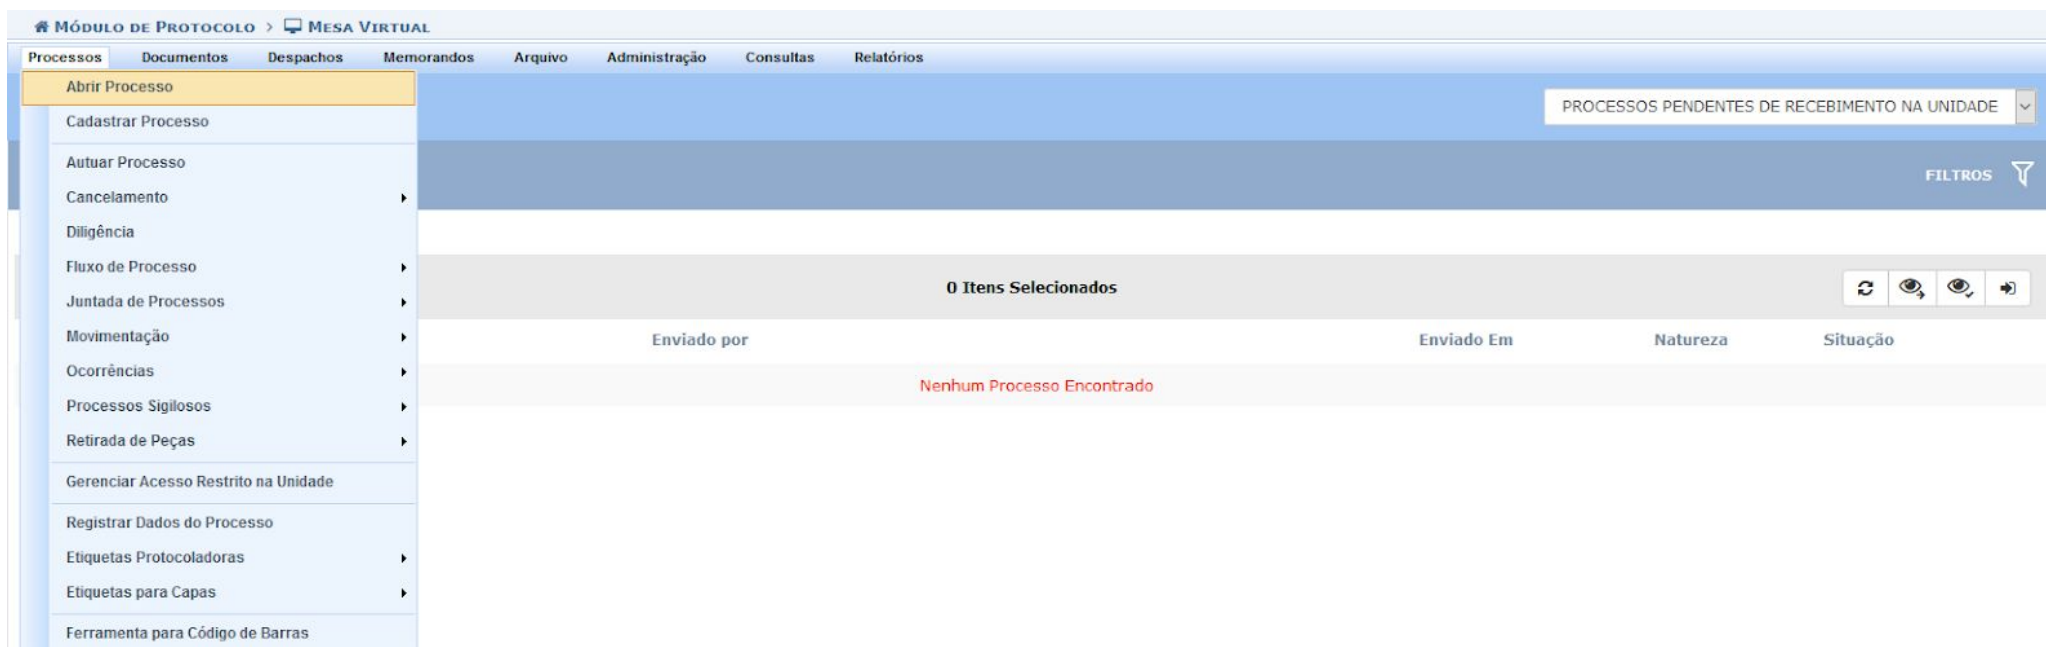 Módulo de Protocolo > Mesa Virtual
Processos Documentos Despachos Memorandos Arquivo Administração Consultas Relatórios
Abrir Processo
Cadastrar Processo
Autuar Processo
Cancelamento
Diligência
Fluxo de Processo
Juntada de Processos
Movimentação
Ocorrências
Processos Sigilosos
Retirada de Peças
Gerenciar Acesso Restrito na Unidade
Registrar Dados do Processo
Etiquetas Protocoladoras
Etiquetas para Capas
Ferramenta para Código de Barras
PROCESSOS PENDENTES DE RECEBIMENTO NA UNIDADE
FILTROS
0 Itens Selecionados
Enviado por Enviado Em Natureza Situação
Nenhum Processo Encontrado